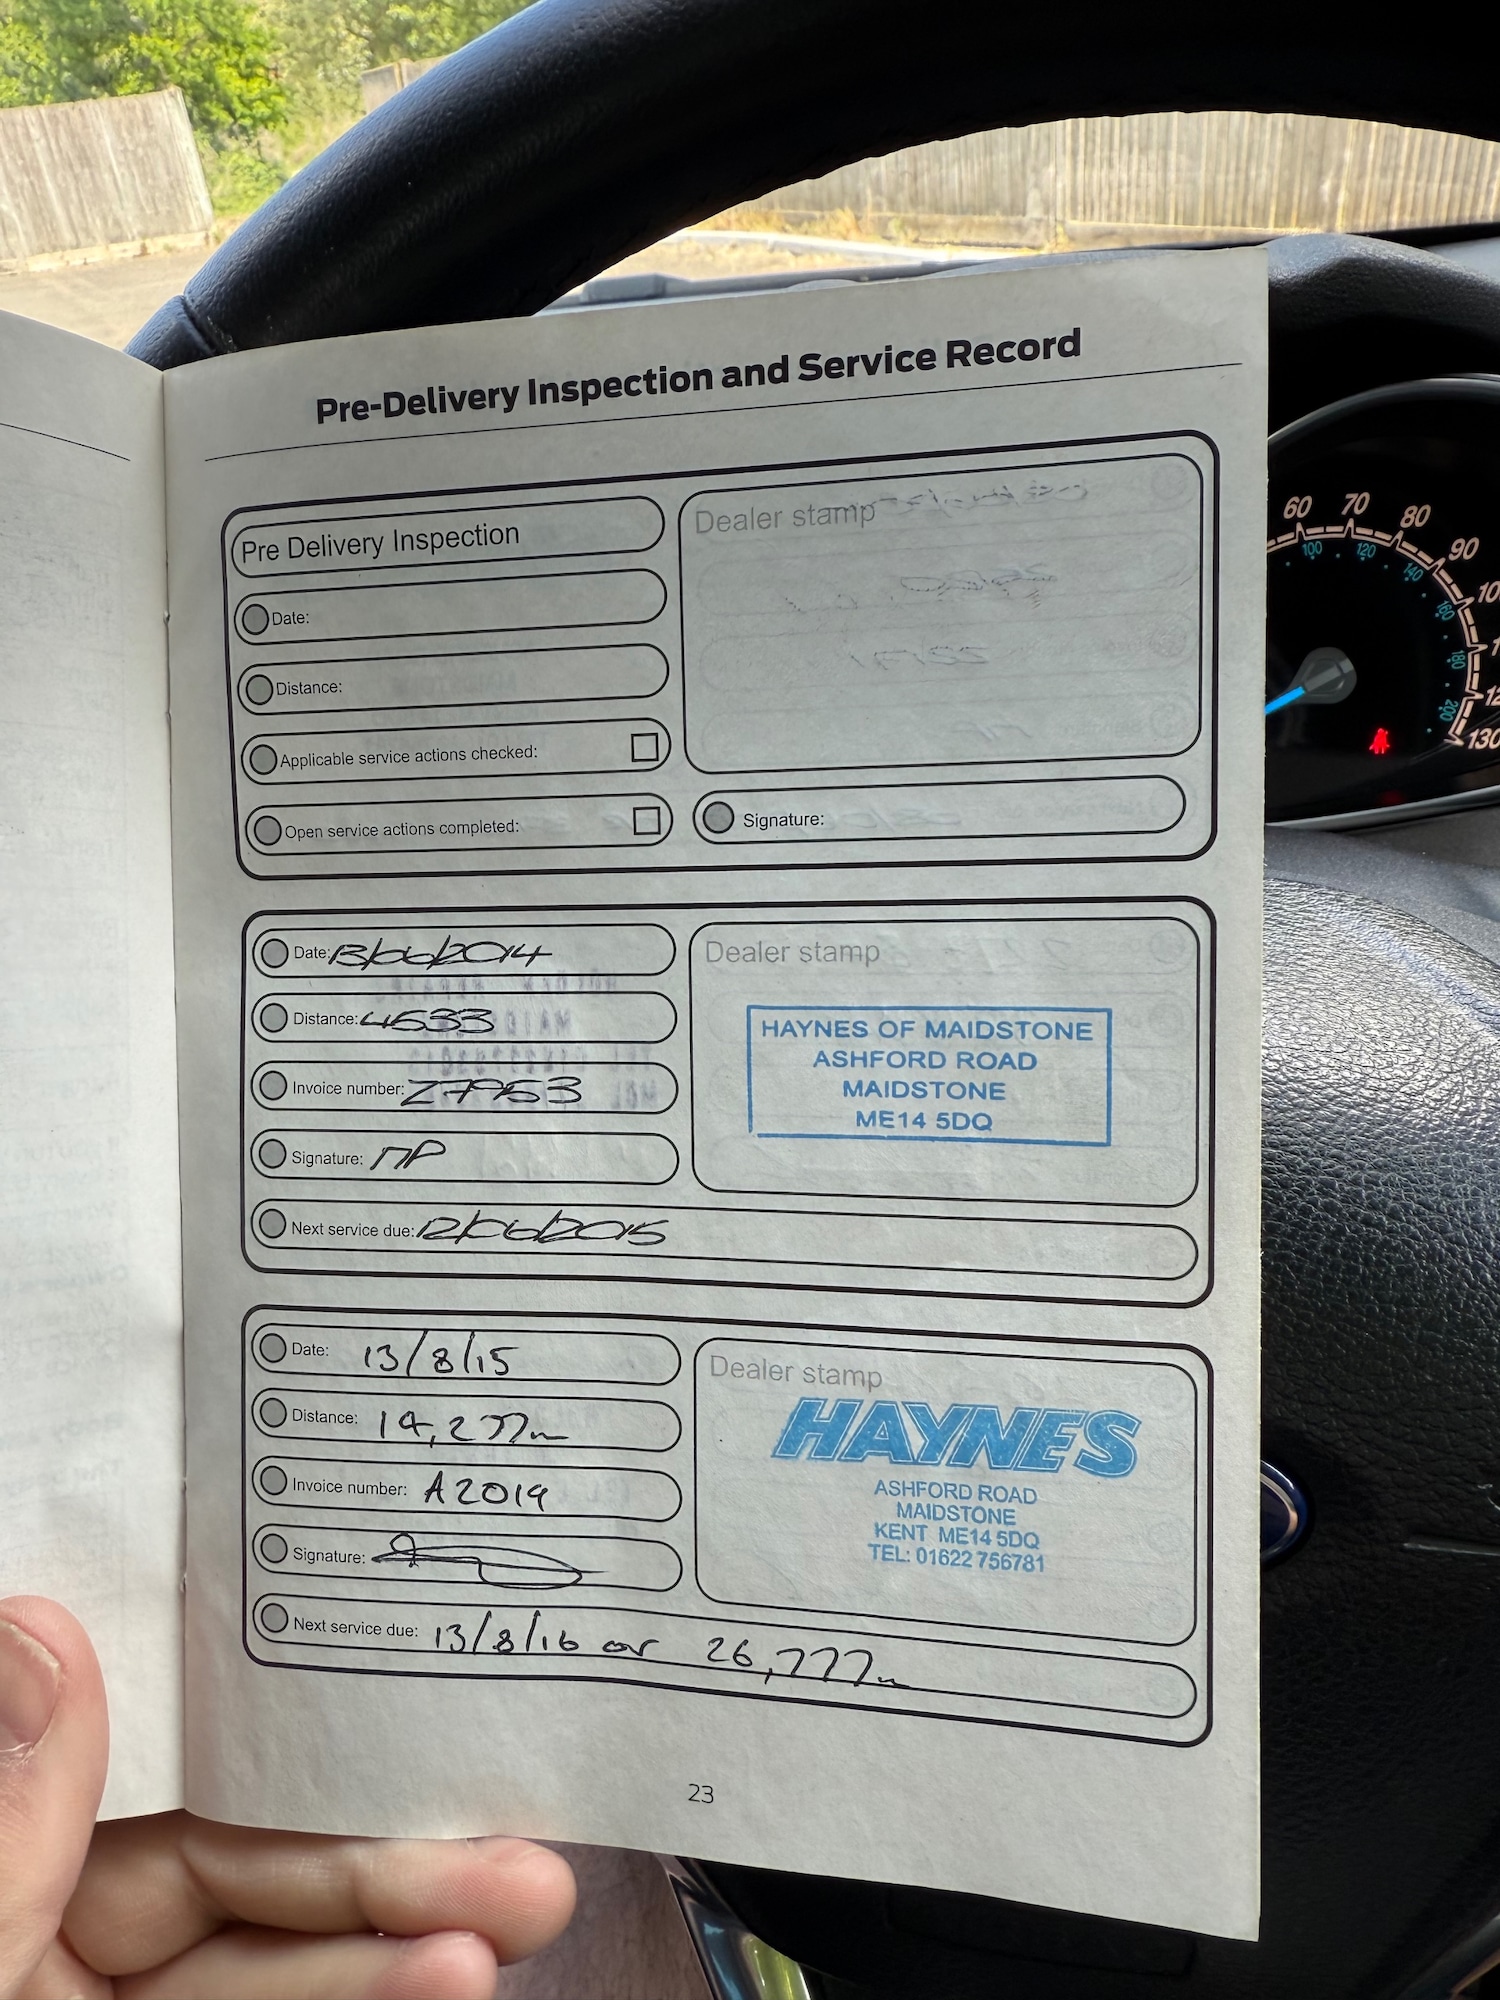 Pre-Delivery Inspection and Service Record
Pre Delivery Inspection
Date:
Distance:
Applicable service actions checked:
Open service actions completed:
Dealer stamp
Signature:
Date: 13/06/2014
Distance: 4533
Invoice number: Z7953
Signature: MP
Next service due: 12/06/2015
Dealer stamp
HAYNES OF MAIDSTONE
ASHFORD ROAD
MAIDSTONE
ME14 5DQ
Date: 13/8/15
Distance: 14,277m
Invoice number: A2019
Signature:
Next service due: 13/8/16 or 26,777m
Dealer stamp
HAYNES
ASHFORD ROAD
MAIDSTONE
KENT ME14 5DQ
TEL: 01622 756781
23
60 70 80 90
100 120 140 160 180 200
130